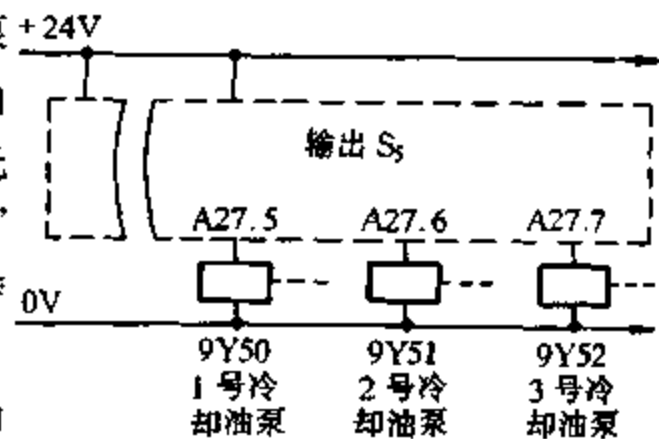 +24V
输出 S₅
A27.5 A27.6 A27.7
0V
9Y50 9Y51 9Y52
1号冷 2号冷 3号冷
却油泵 却油泵 却油泵